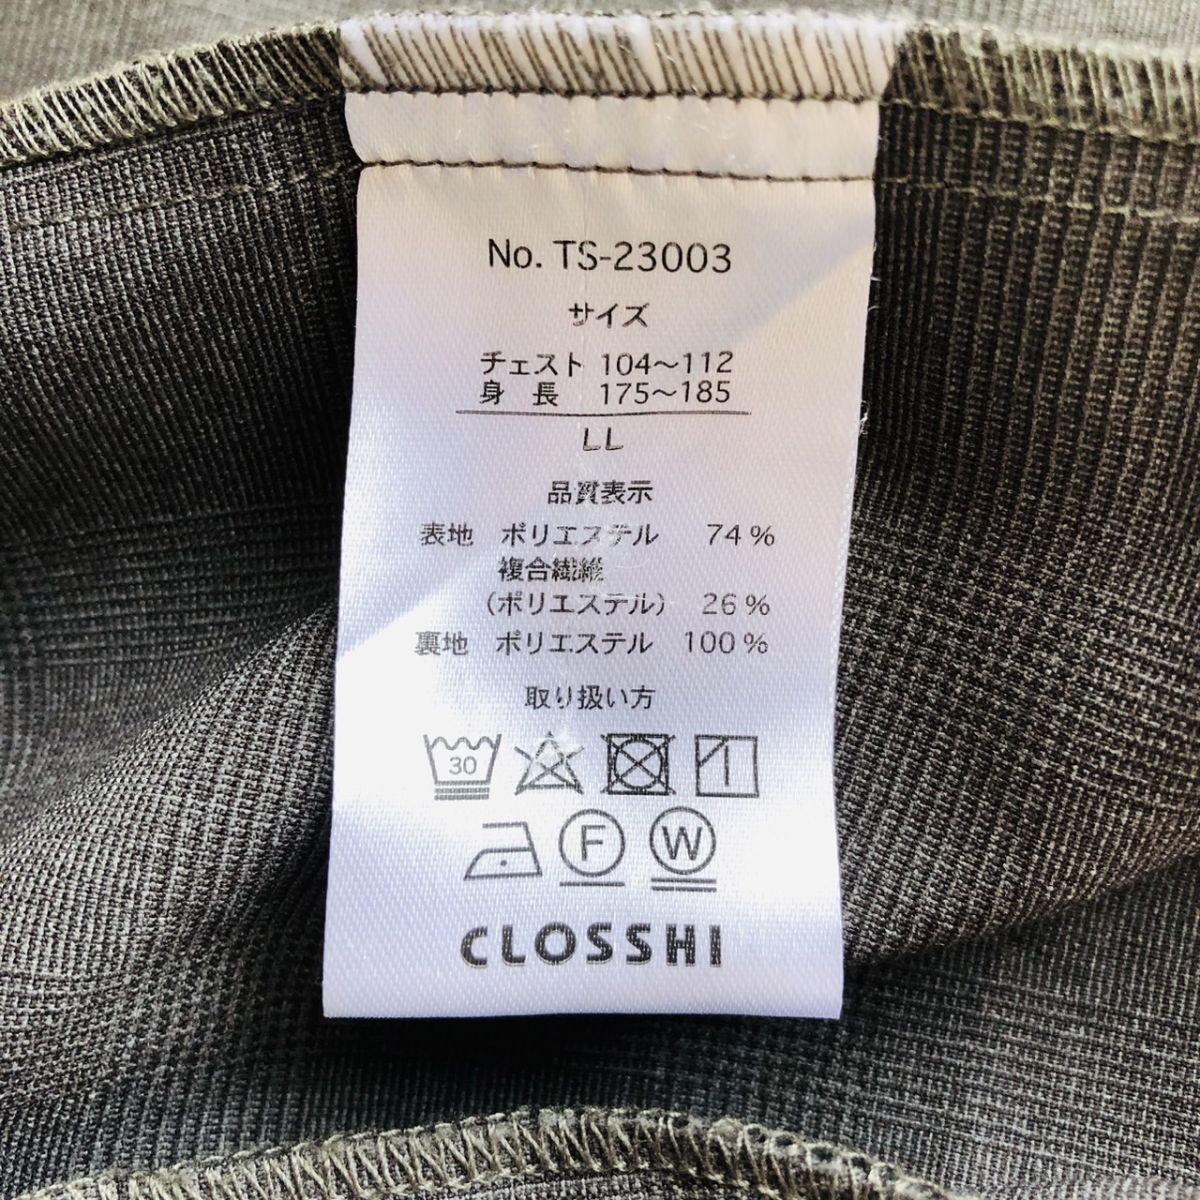 No. TS-23003
サイズ
チェスト 104～112
身 長 175～185
LL
品質表示
表地 ポリエステル 74%
複合繊維
(ポリエステル) 26%
裏地 ポリエステル 100%
取り扱い方
30
F W
CLOSSHI